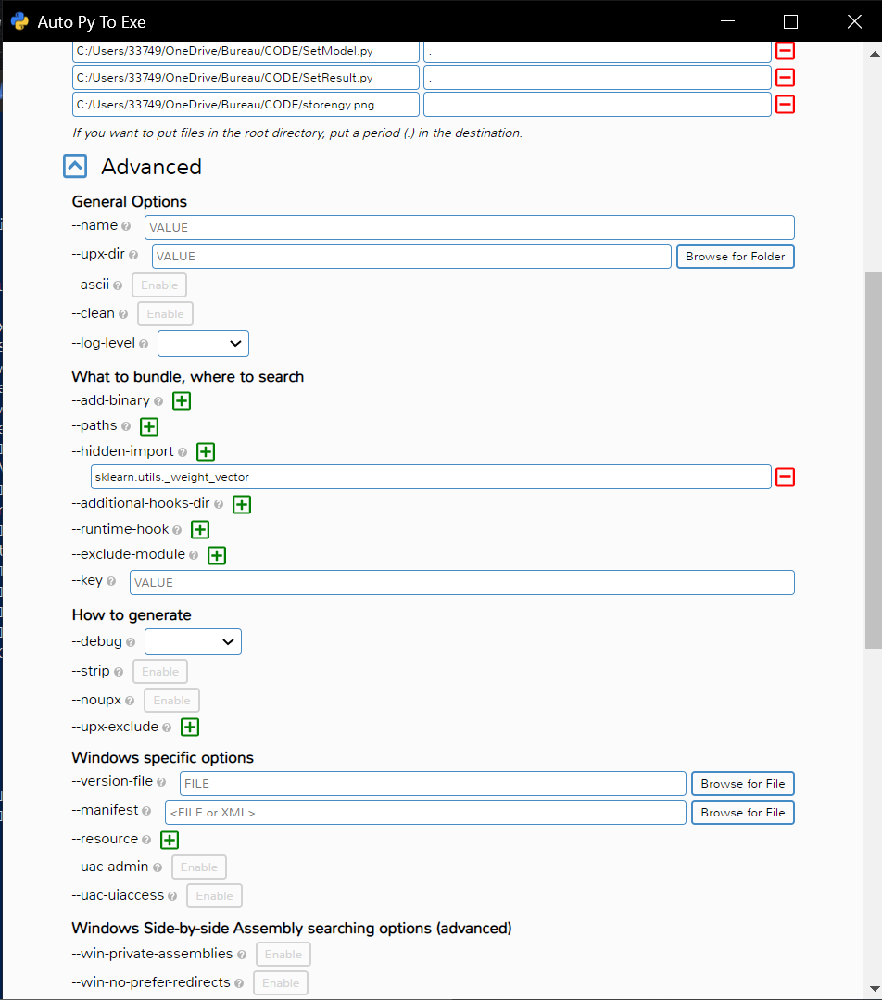 Auto Py To Exe
C:/Users/33749/OneDrive/Bureau/CODE/SetModel.py .
C:/Users/33749/OneDrive/Bureau/CODE/SetResult.py .
C:/Users/33749/OneDrive/Bureau/CODE/storengy.png .
If you want to put files in the root directory, put a period (.) in the destination.
Advanced
General Options
--name ? VALUE
--upx-dir ? VALUE Browse for Folder
--ascii ? Enable
--clean ? Enable
--log-level ?
What to bundle, where to search
--add-binary ?
--paths ?
--hidden-import ?
sklearn.utils._weight_vector
--additional-hooks-dir ?
--runtime-hook ?
--exclude-module ?
--key ? VALUE
How to generate
--debug ?
--strip ? Enable
--noupx ? Enable
--upx-exclude ?
Windows specific options
--version-file ? FILE Browse for File
--manifest ? <FILE or XML> Browse for File
--resource ?
--uac-admin ? Enable
--uac-uiaccess ? Enable
Windows Side-by-side Assembly searching options (advanced)
--win-private-assemblies ? Enable
--win-no-prefer-redirects ? Enable